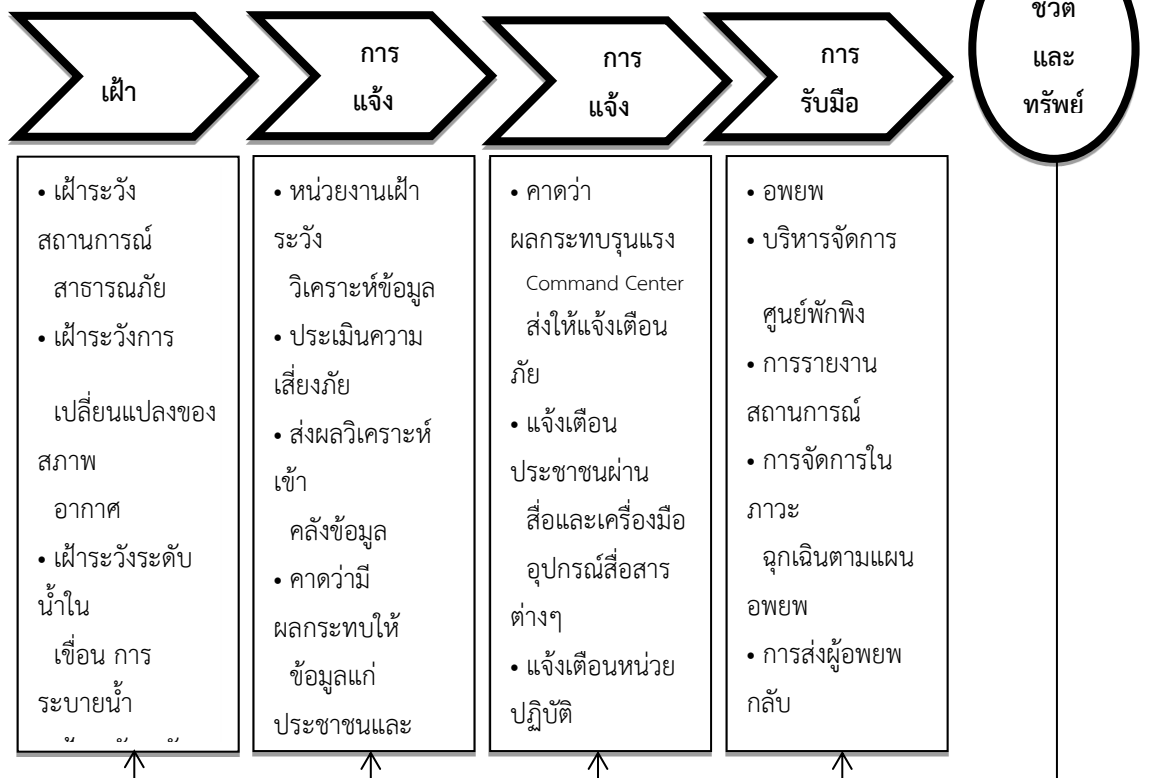 เฝ้า
การ
แจ้ง
การ
แจ้ง
การ
รับมือ
ชีวิต
และ
ทรัพย์
• เฝ้าระวัง
สถานการณ์
สาธารณภัย
• เฝ้าระวังการ
เปลี่ยนแปลงของ
สภาพ
อากาศ
• เฝ้าระวังระดับ
น้ำใน
เขื่อน การ
ระบายน้ำ
• หน่วยงานเฝ้า
ระวัง
วิเคราะห์ข้อมูล
• ประเมินความ
เสี่ยงภัย
• ส่งผลวิเคราะห์
เข้า
คลังข้อมูล
• คาดว่ามี
ผลกระทบให้
ข้อมูลแก่
ประชาชนและ
• คาดว่า
ผลกระทบรุนแรง
Command Center
ส่งให้แจ้งเตือน
ภัย
• แจ้งเตือน
ประชาชนผ่าน
สื่อและเครื่องมือ
อุปกรณ์สื่อสาร
ต่างๆ
• แจ้งเตือนหน่วย
ปฏิบัติ
• อพยพ
• บริหารจัดการ
ศูนย์พักพิง
• การรายงาน
สถานการณ์
• การจัดการใน
ภาวะ
ฉุกเฉินตามแผน
อพยพ
• การส่งผู้อพยพ
กลับ